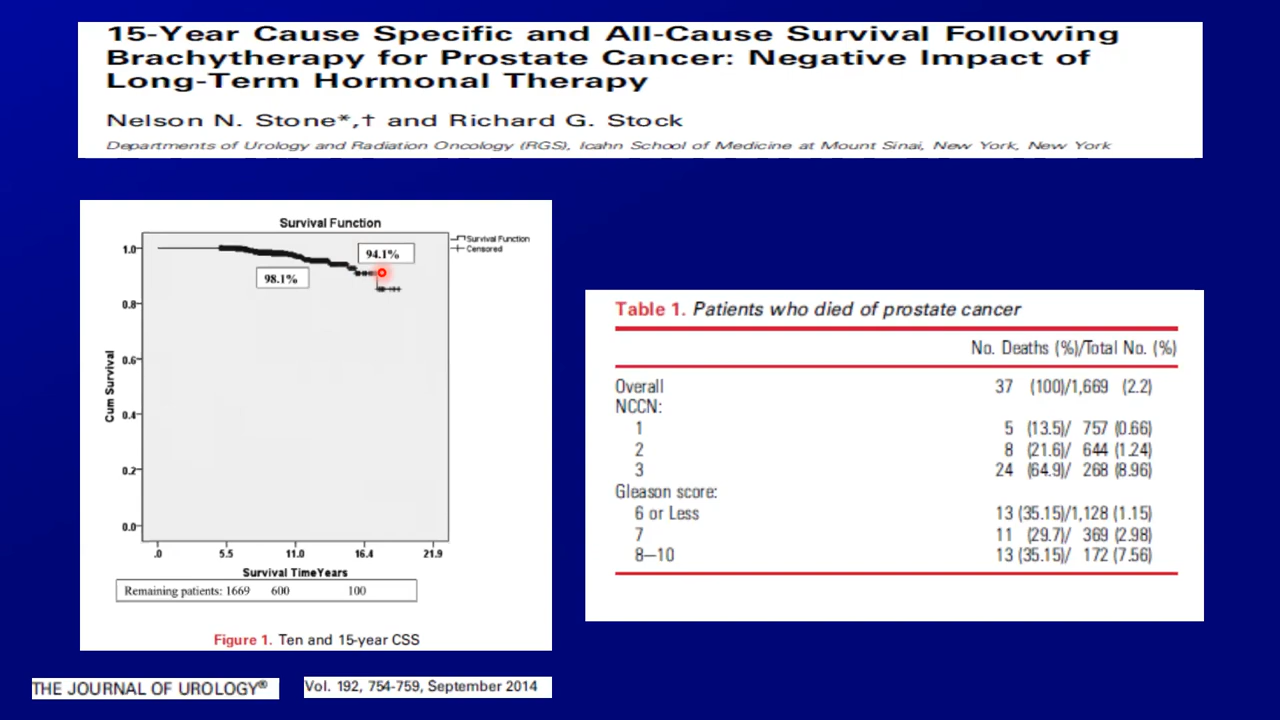 15-Year Cause Specific and All-Cause Survival Following
Brachytherapy for Prostate Cancer: Negative Impact of
Long-Term Hormonal Therapy
Nelson N. Stone*,† and Richard G. Stock
Departments of Urology and Radiation Oncology (RGS), Icahn School of Medicine at Mount Sinai, New York, New York
Survival Function
Survival Function
Censored
94.1%
98.1%
1.0
0.8
0.6
0.4
0.2
0.0
Cum Survival
.0 5.5 11.0 16.4 21.9
Survival TimeYears
Remaining patients: 1669 600 100
Figure 1. Ten and 15-year CSS
Table 1. Patients who died of prostate cancer
No. Deaths (%)/Total No. (%)
Overall 37 (100)/1,669 (2.2)
NCCN:
1 5 (13.5)/ 757 (0.66)
2 8 (21.6)/ 644 (1.24)
3 24 (64.9)/ 268 (8.96)
Gleason score:
6 or Less 13 (35.15)/1,128 (1.15)
7 11 (29.7)/ 369 (2.98)
8–10 13 (35.15)/ 172 (7.56)
THE JOURNAL OF UROLOGY®
Vol. 192, 754-759, September 2014